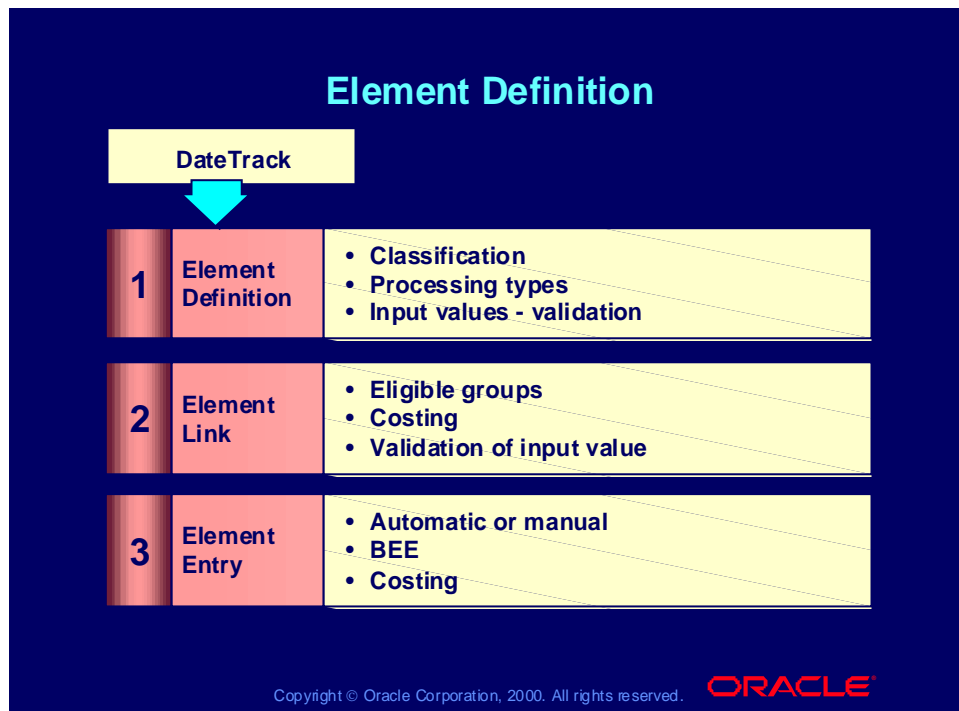 Element Definition
DateTrack
1
Element
Definition
• Classification
• Processing types
• Input values - validation
2
Element
Link
• Eligible groups
• Costing
• Validation of input value
3
Element
Entry
• Automatic or manual
• BEE
• Costing
Copyright © Oracle Corporation, 2000. All rights reserved.
ORACLE®